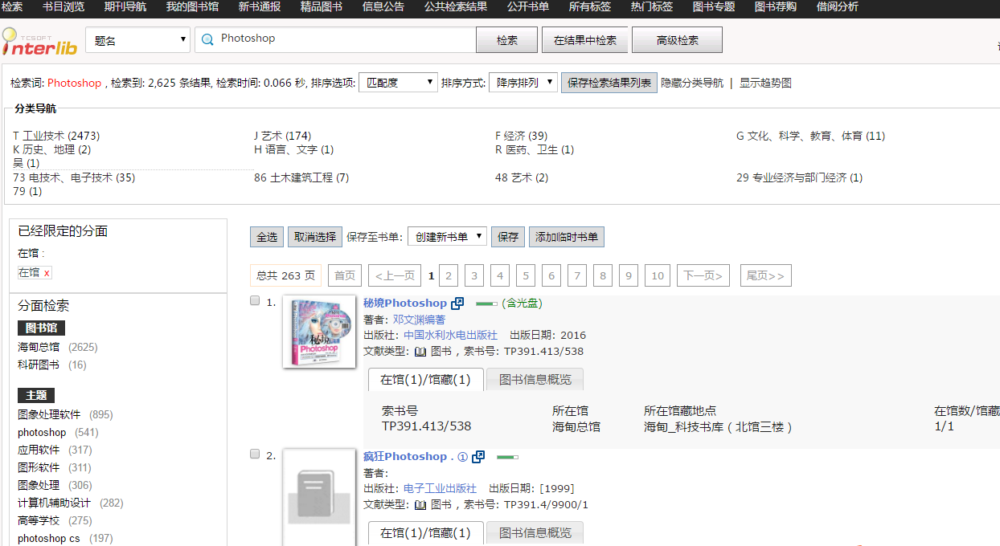 检索 书目浏览 期刊导航 我的图书馆 新书通报 精品图书 信息公告 公共检索结果 公开书单 所有标签 热门标签 图书专题 图书荐购 借阅分析
TCSOFT
interlib
题名 Photoshop 检索 在结果中检索 高级检索
检索词: Photoshop , 检索到: 2,625 条结果, 检索时间: 0.066 秒, 排序选项: 匹配度 排序方式: 降序排列 保存检索结果列表 隐藏分类导航 | 显示趋势图
分类导航
T 工业技术 (2473) J 艺术 (174) F 经济 (39) G 文化、科学、教育、体育 (11)
K 历史、地理 (2) H 语言、文字 (1) R 医药、卫生 (1)
吴 (1)
73 电技术、电子技术 (35) 86 土木建筑工程 (7) 48 艺术 (2) 29 专业经济与部门经济 (1)
79 (1)
已经限定的分面
在馆 :
在馆 x
分面检索
图书馆
海甸总馆 (2625)
科研图书 (16)
主题
图象处理软件 (895)
photoshop (541)
应用软件 (317)
图形软件 (311)
图象处理 (306)
计算机辅助设计 (282)
高等学校 (275)
photoshop cs (197)
全选 取消选择 保存至书单: 创建新书单 保存 添加临时书单
总共 263 页 首页 <上一页 1 2 3 4 5 6 7 8 9 10 下一页> 尾页>>
1. 秘境Photoshop (含光盘)
秘境
Photoshop
著者: 邓文渊编著
出版社: 中国水利水电出版社 出版日期: 2016
文献类型: 图书 , 索书号: TP391.413/538
在馆(1)/馆藏(1) 图书信息概览
索书号 所在馆 所在馆藏地点 在馆数/馆藏
TP391.413/538 海甸总馆 海甸_科技书库 ( 北馆三楼 ) 1/1
2. 疯狂Photoshop . ①
著者:
出版社: 电子工业出版社 出版日期: [1999]
文献类型: 图书 , 索书号: TP391.4/9900/1
在馆(1)/馆藏(1) 图书信息概览